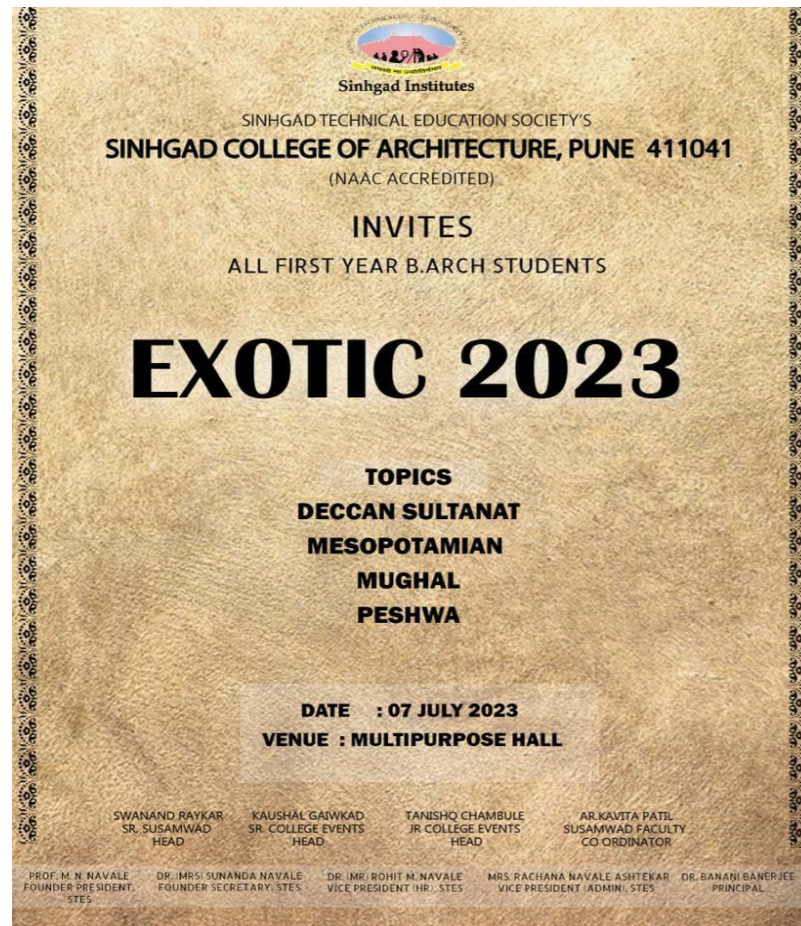 Sinhgad Institutes
SINHGAD TECHNICAL EDUCATION SOCIETY'S
SINHGAD COLLEGE OF ARCHITECTURE, PUNE 411041
(NAAC ACCREDITED)
INVITES
ALL FIRST YEAR B.ARCH STUDENTS
EXOTIC 2023
TOPICS
DECCAN SULTANAT
MESOPOTAMIAN
MUGHAL
PESHWA
DATE : 07 JULY 2023
VENUE : MULTIPURPOSE HALL
SWANAND RAYKAR
SR. SUSAMWAD
HEAD
KAUSHAL GAIWKAD
SR. COLLEGE EVENTS
HEAD
TANISHQ CHAMBULE
JR COLLEGE EVENTS
HEAD
AR.KAVITA PATIL
SUSAMWAD FACULTY
CO ORDINATOR
PROF. M. N. NAVALE
FOUNDER PRESIDENT,
STES
DR. (MRS) SUNANDA NAVALE
FOUNDER SECRETARY, STES
DR. (MR) ROHIT M. NAVALE
VICE PRESIDENT (HR), STES
MRS. RACHANA NAVALE ASHTEKAR
VICE PRESIDENT (ADMIN), STES
DR. BANANI BANERJEE
PRINCIPAL